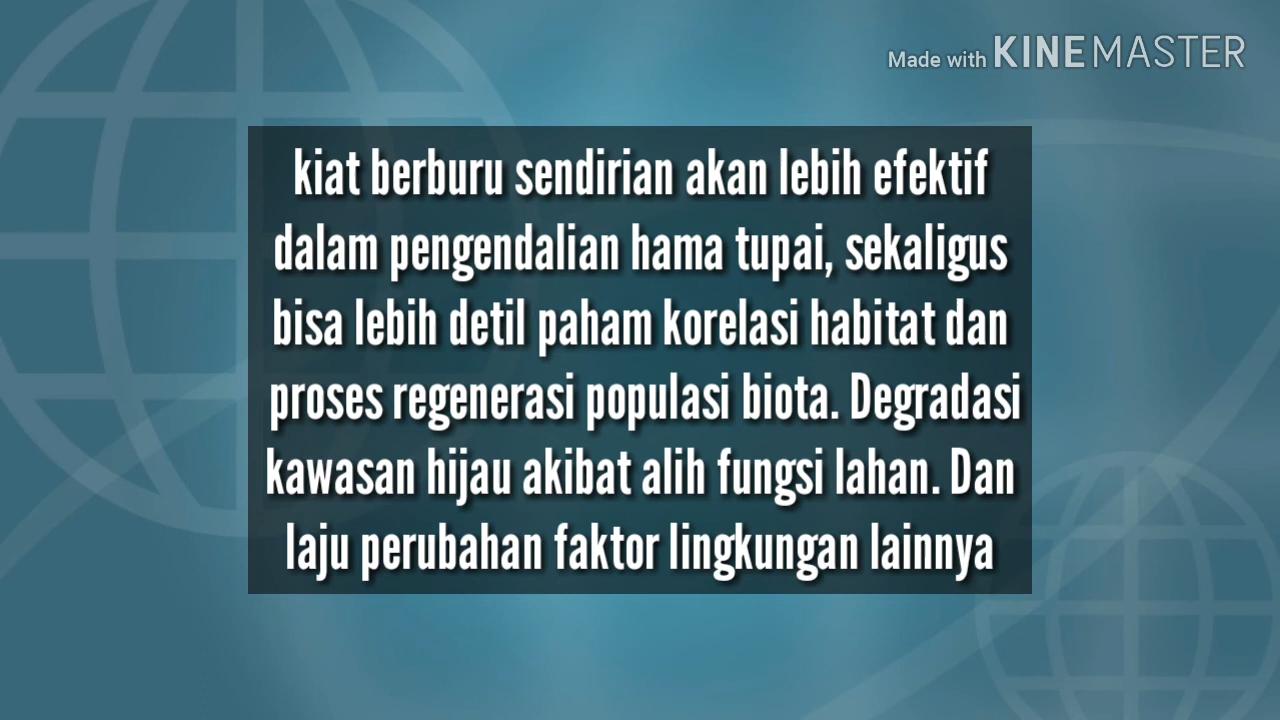 Made with KINEMASTER
kiat berburu sendirian akan lebih efektif
dalam pengendalian hama tupai, sekaligus
bisa lebih detil paham korelasi habitat dan
proses regenerasi populasi biota. Degradasi
kawasan hijau akibat alih fungsi lahan. Dan
laju perubahan faktor lingkungan lainnya